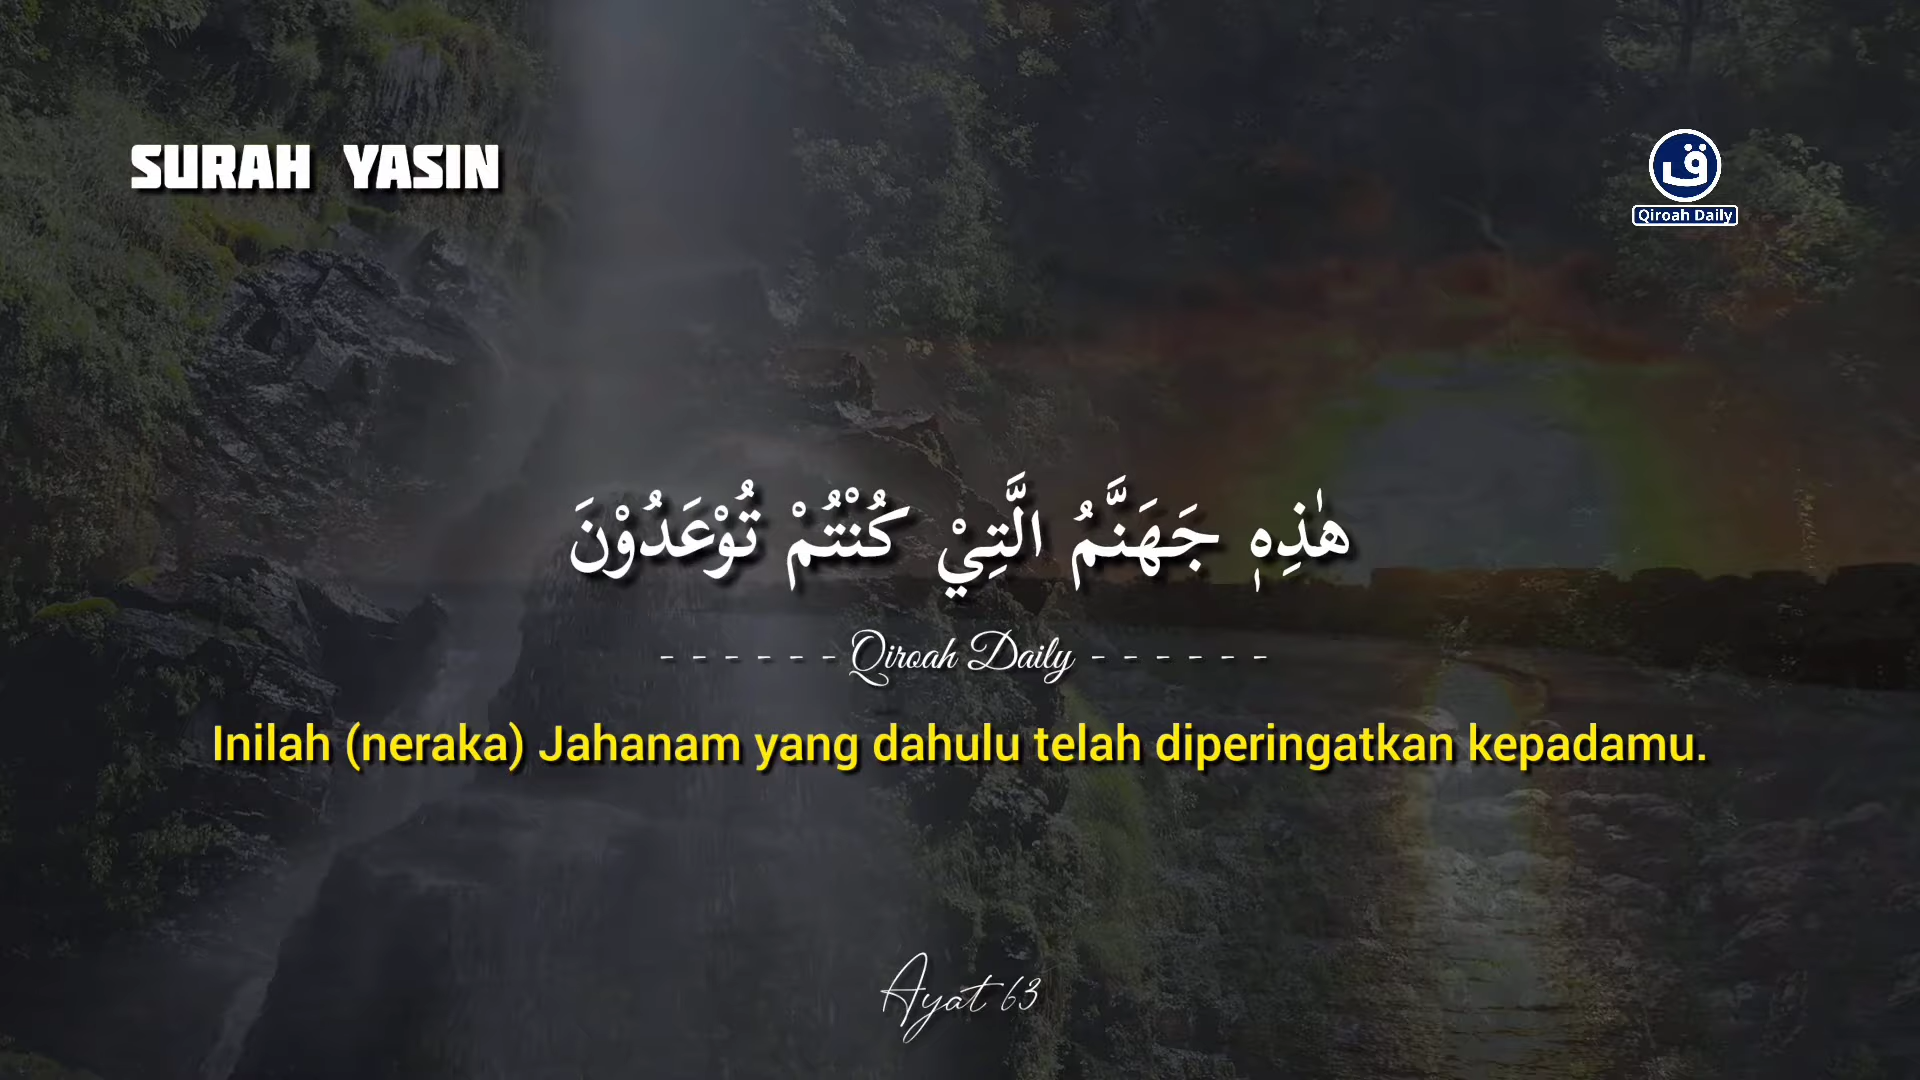 SURAH YASIN
ق
Qiroah Daily
هٰذِهٖ جَهَنَّمُ الَّتِيْ كُنْتُمْ تُوْعَدُوْنَ
- - - - - - Qiroah Daily - - - - - -
Inilah (neraka) Jahanam yang dahulu telah diperingatkan kepadamu.
Ayat 63